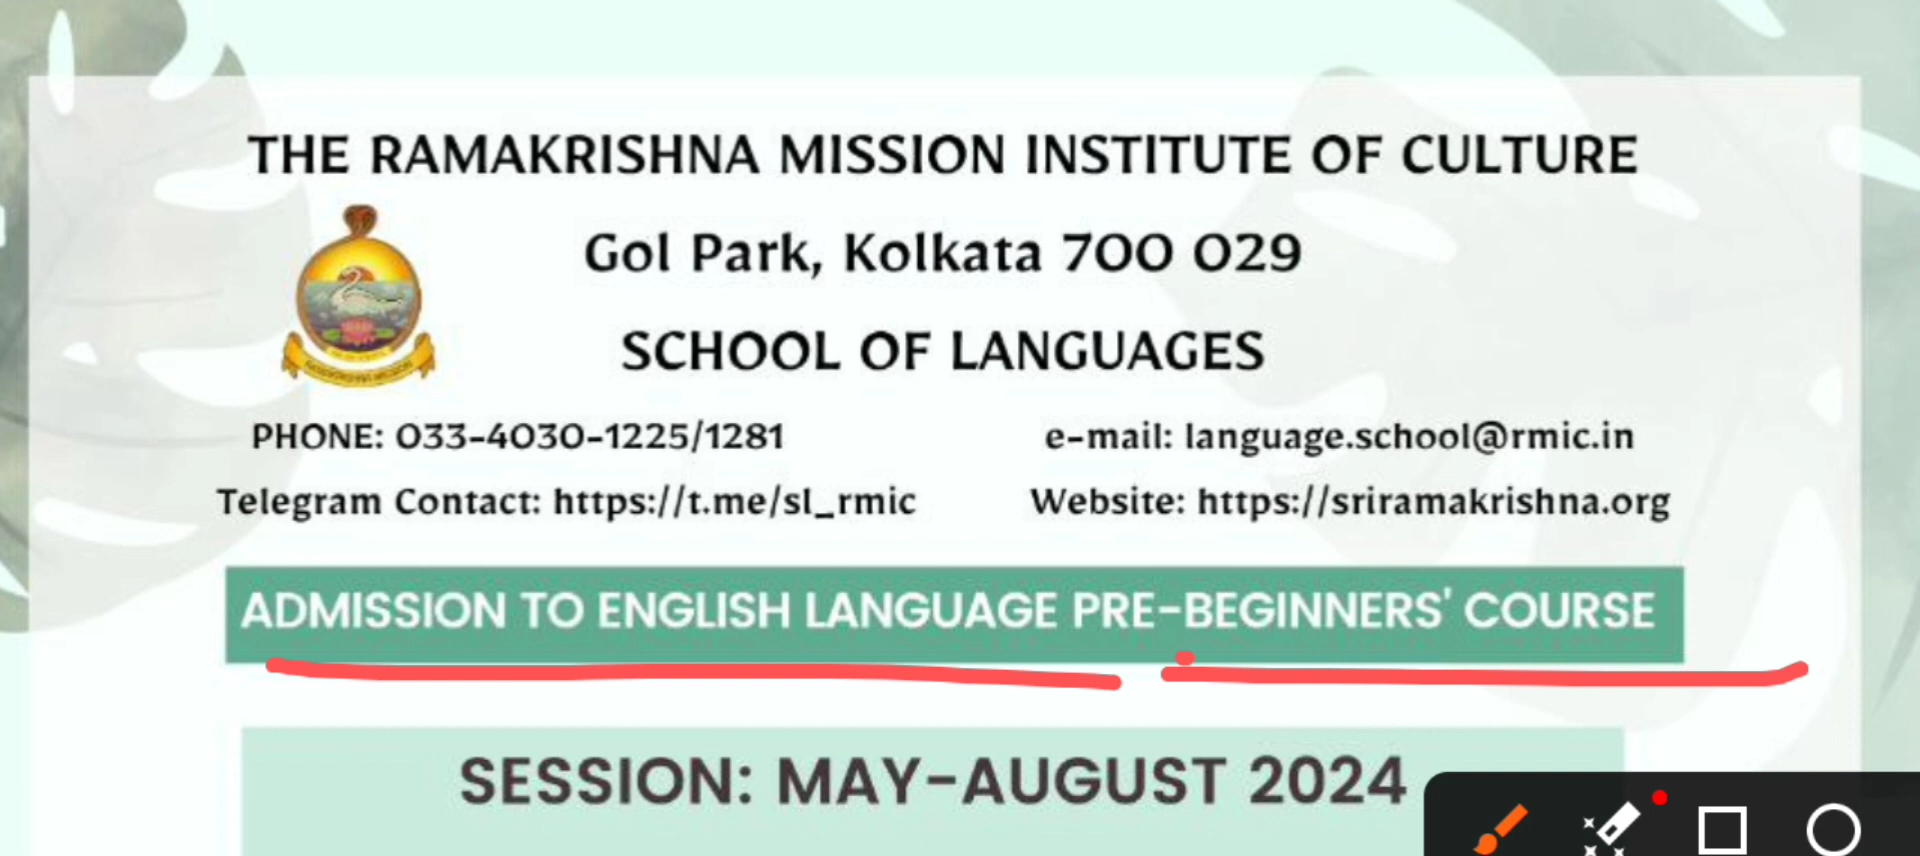 THE RAMAKRISHNA MISSION INSTITUTE OF CULTURE
Gol Park, Kolkata 700 029
SCHOOL OF LANGUAGES
PHONE: 033-4030-1225/1281
e-mail: language.school@rmic.in
Telegram Contact: https://t.me/sl_rmic
Website: https://sriramakrishna.org
ADMISSION TO ENGLISH LANGUAGE PRE-BEGINNERS' COURSE
SESSION: MAY-AUGUST 2024